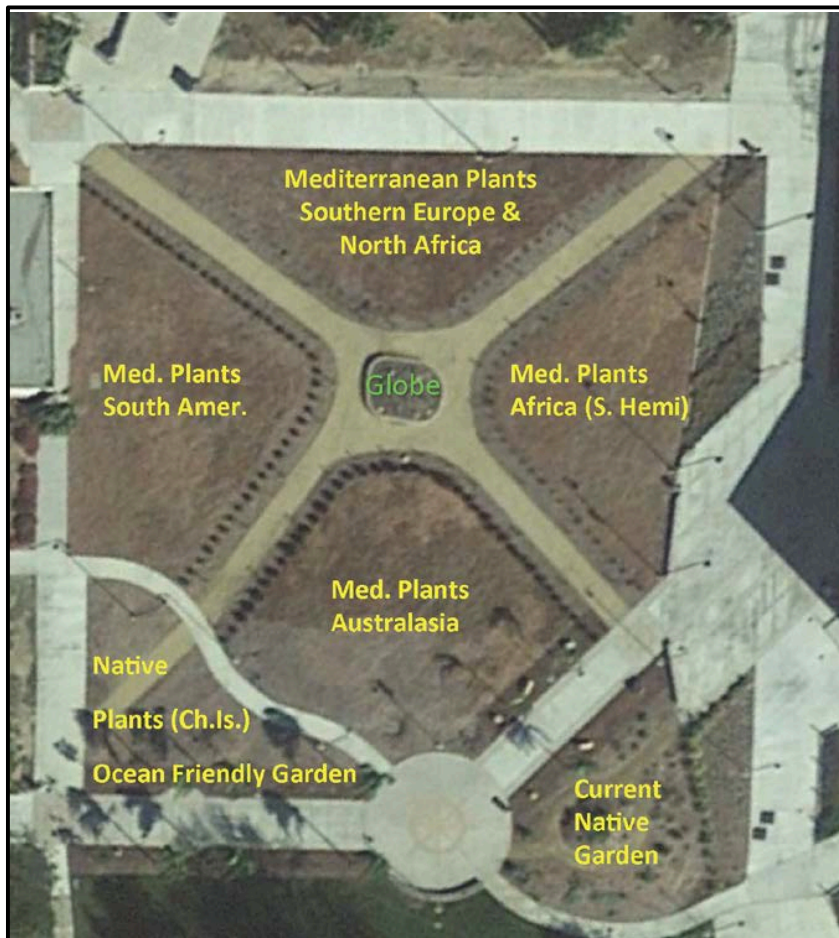 Mediterranean Plants
Southern Europe &
North Africa
Med. Plants
South Amer.
Globe
Med. Plants
Africa (S. Hemi)
Med. Plants
Australasia
Native
Plants (Ch.Is.)
Ocean Friendly Garden
Current
Native
Garden